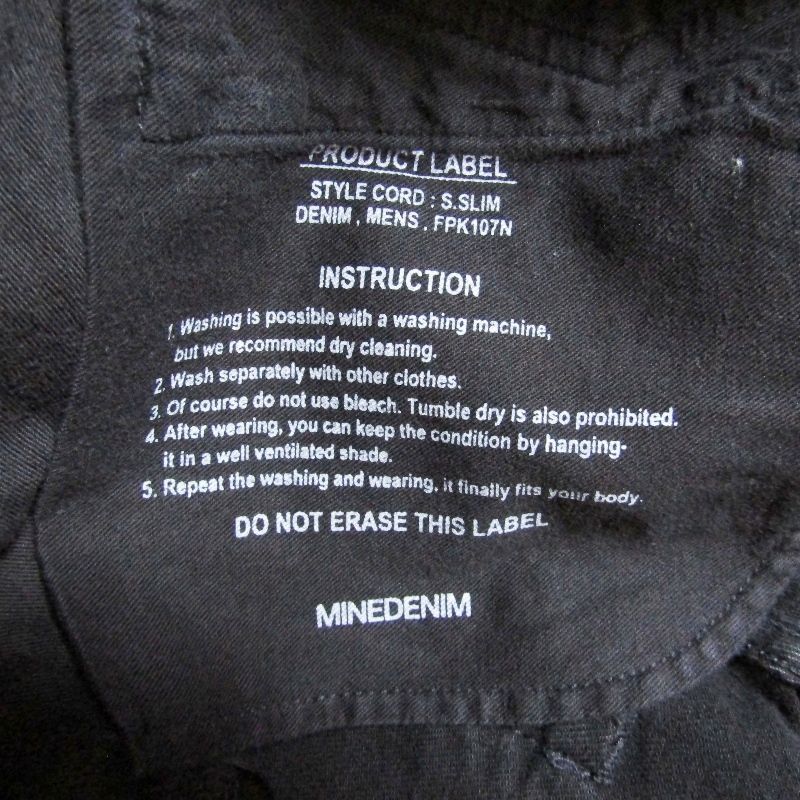 PRODUCT LABEL
STYLE CORD : S.SLIM
DENIM , MENS , FPK107N
INSTRUCTION
1. Washing is possible with a washing machine,
but we recommend dry cleaning.
2. Wash separately with other clothes.
3. Of course do not use bleach. Tumble dry is also prohibited.
4. After wearing, you can keep the condition by hanging-
it in a well ventilated shade.
5. Repeat the washing and wearing, it finally fits your body.
DO NOT ERASE THIS LABEL
MINEDENIM